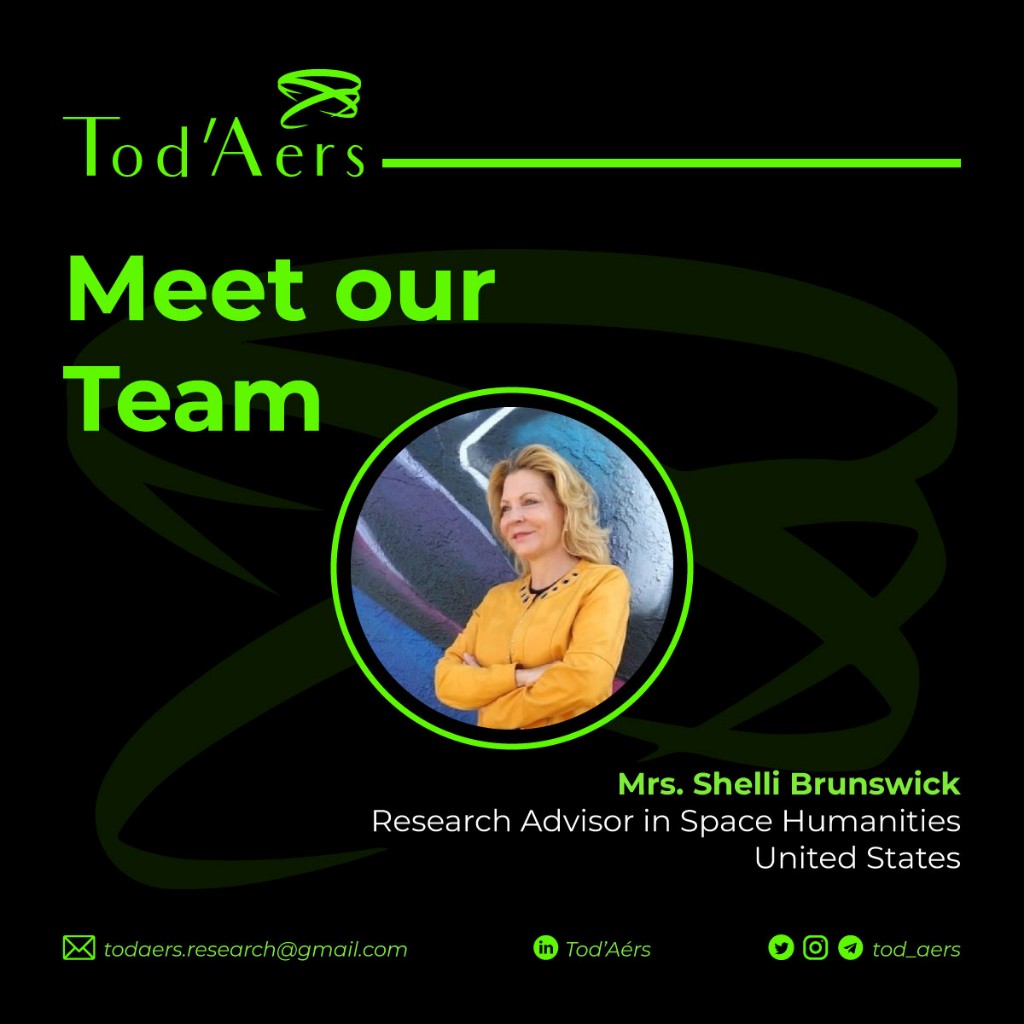 Tod'Aers
Meet our
Team
Mrs. Shelli Brunswick
Research Advisor in Space Humanities
United States
todaers.research@gmail.com
in Tod'Aérs
tod_aers